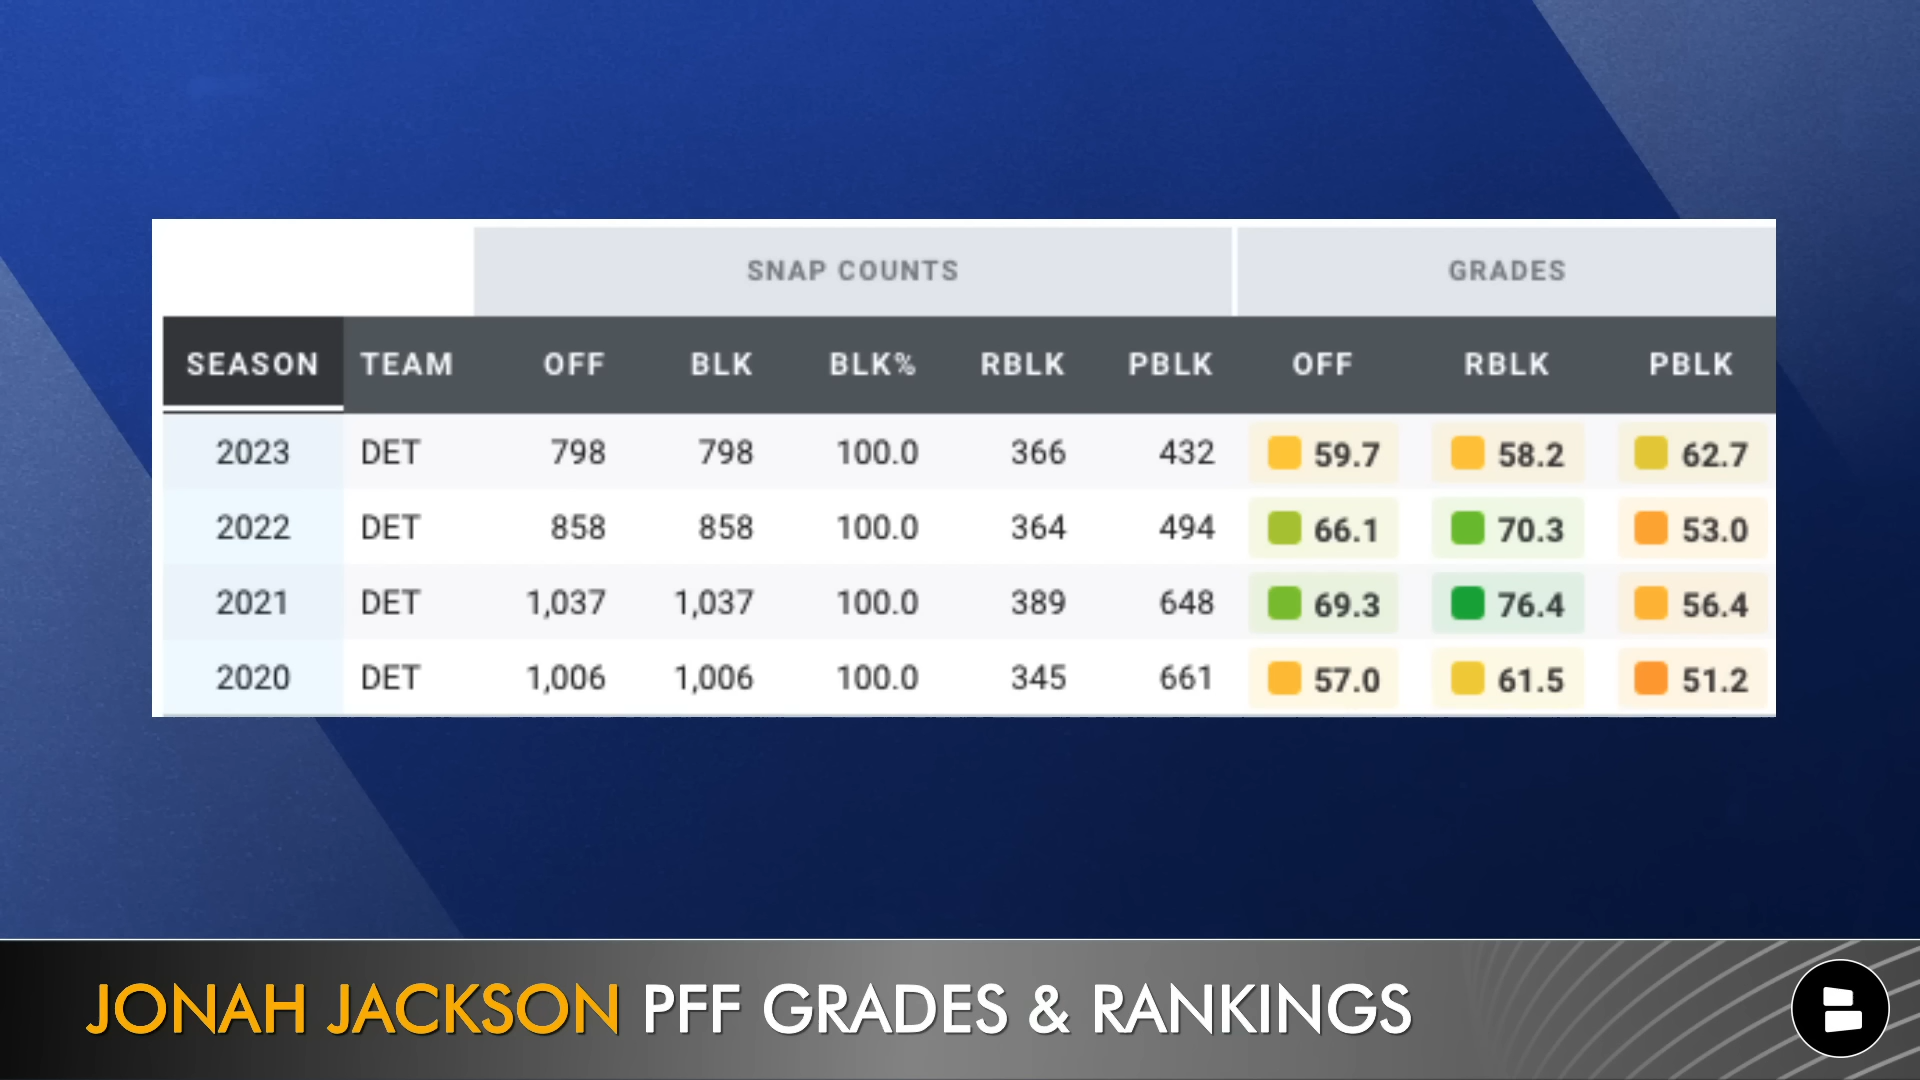 SNAP COUNTS GRADES
SEASON TEAM OFF BLK BLK% RBLK PBLK OFF RBLK PBLK
2023 DET 798 798 100.0 366 432 59.7 58.2 62.7
2022 DET 858 858 100.0 364 494 66.1 70.3 53.0
2021 DET 1,037 1,037 100.0 389 648 69.3 76.4 56.4
2020 DET 1,006 1,006 100.0 345 661 57.0 61.5 51.2
JONAH JACKSON PFF GRADES & RANKINGS